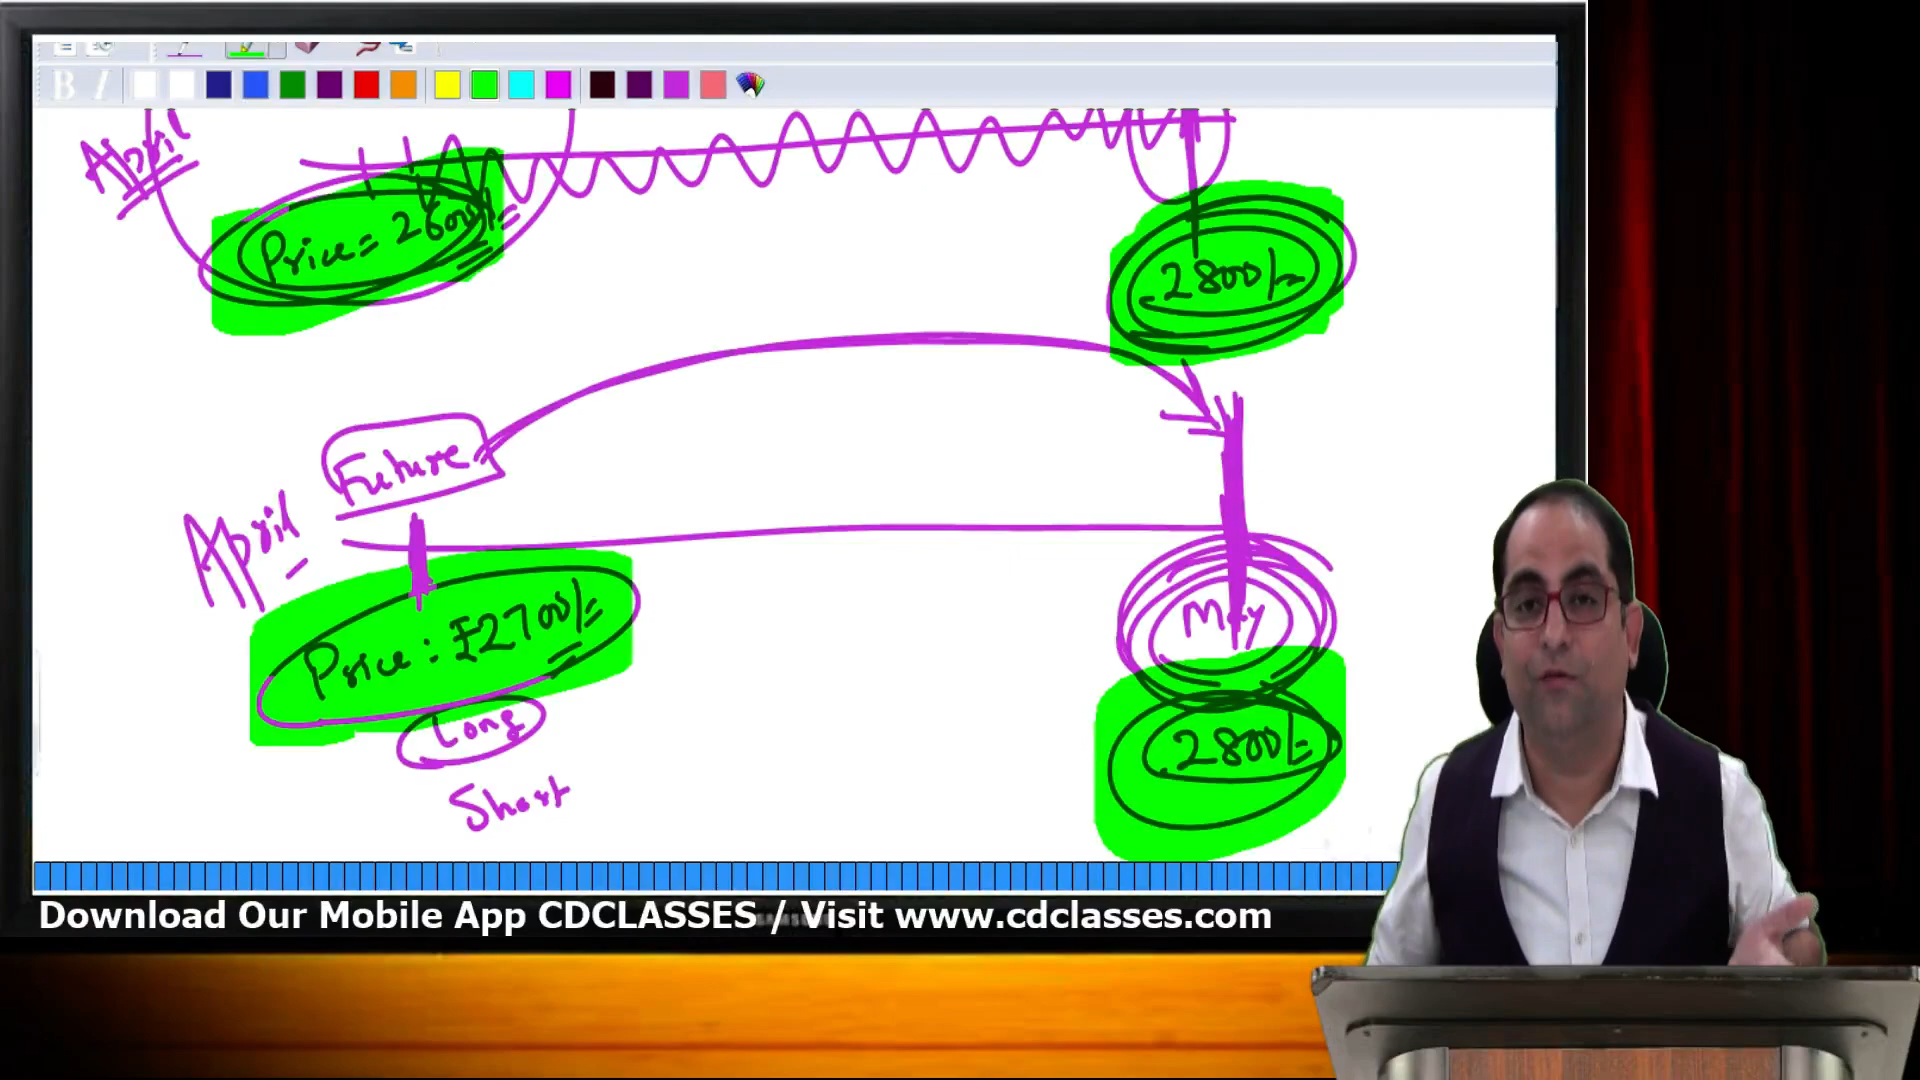 B I
April
Price = 2600/-
2800/-
Future
April
Price : ₹2700/-
May
Long
2800/-
Short
Download Our Mobile App CDCLASSES / Visit www.cdclasses.com